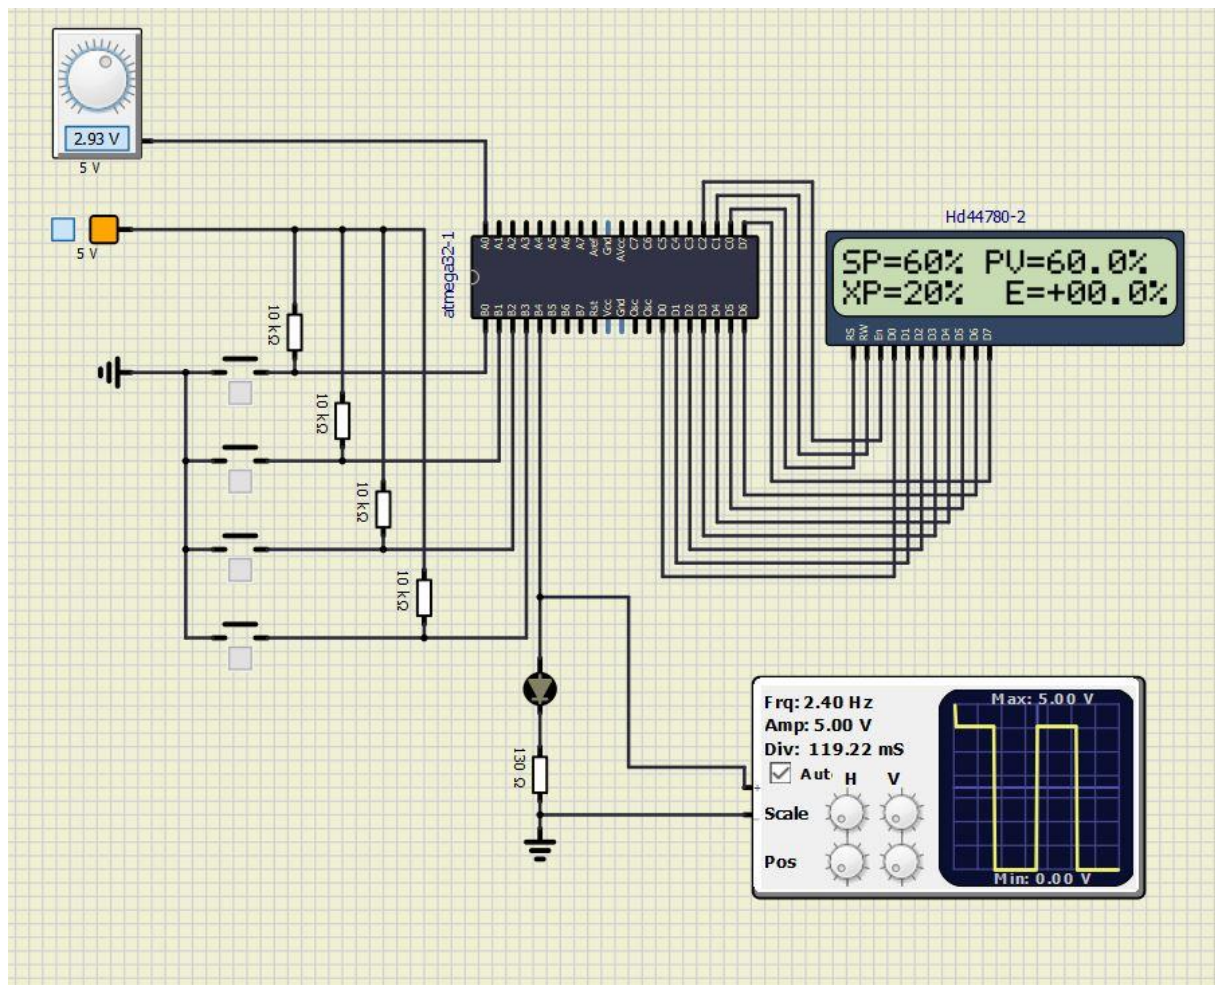 2.93 V
5 V
5 V
10 kΩ
10 kΩ
10 kΩ
10 kΩ
130 Ω
atmega32-1
A0 A1 A2 A3 A4 A5 A6 A7 Aref Gnd AVcc C7 C6 C5 C4 C3 C2 C1 C0 D7
B0 B1 B2 B3 B4 B5 B6 B7 Rst Vcc Gnd Osc Osc D0 D1 D2 D3 D4 D5 D6
Hd44780-2
SP=60% PV=60.0%
XP=20% E=+00.0%
RS RW En D0 D1 D2 D3 D4 D5 D6 D7
Frq: 2.40 Hz
Amp: 5.00 V
Div: 119.22 mS
Aut H V
Scale
Pos
Max: 5.00 V
Min: 0.00 V